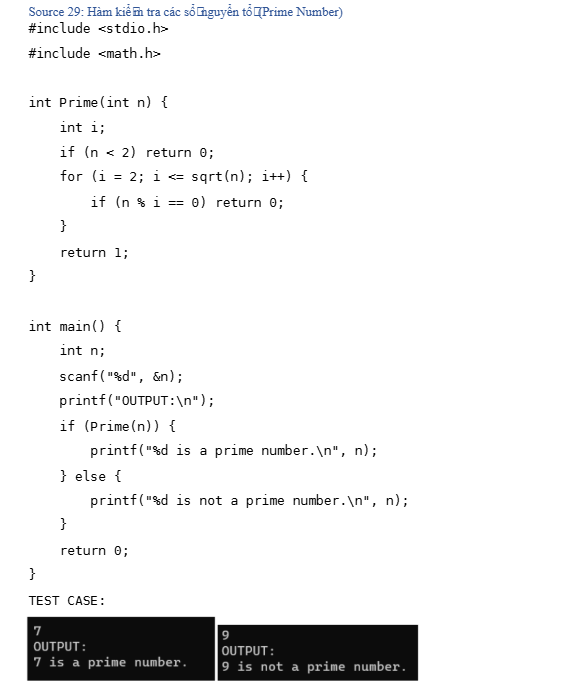 Source 29: Hàm kiểm tra các số nguyên tố (Prime Number)
#include <stdio.h>
#include <math.h>
int Prime(int n) {
    int i;
    if (n < 2) return 0;
    for (i = 2; i <= sqrt(n); i++) {
        if (n % i == 0) return 0;
    }
    return 1;
}
int main() {
    int n;
    scanf("%d", &n);
    printf("OUTPUT:\n");
    if (Prime(n)) {
        printf("%d is a prime number.\n", n);
    } else {
        printf("%d is not a prime number.\n", n);
    }
    return 0;
}
TEST CASE:
7
OUTPUT:
7 is a prime number.
9
OUTPUT:
9 is not a prime number.